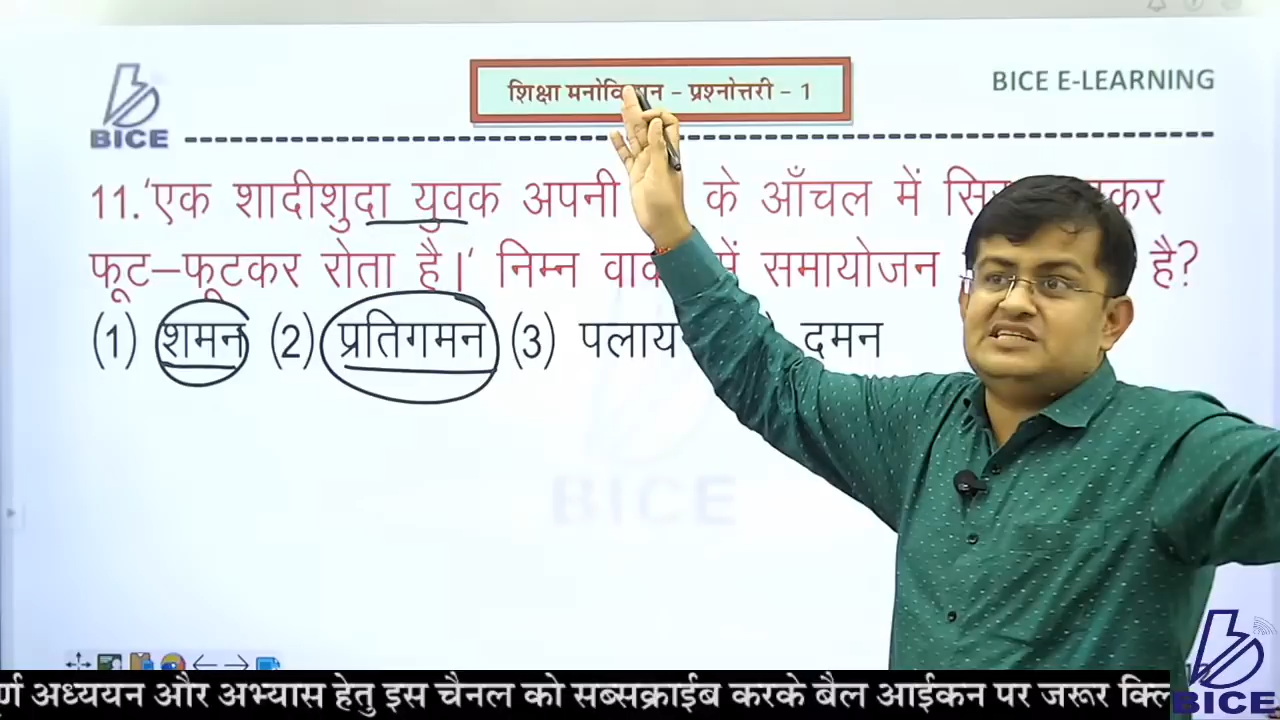 BICE
शिक्षा मनोवि न – प्रश्नोत्तरी – 1
BICE E-LEARNING
11. ‘एक शादीशुदा युवक अपनी के आँचल में सि कर
फूट–फूटकर रोता है।‘ निम्न वाक में समायोजन है?
(1) शमन (2) प्रतिगमन (3) पलाय दमन
BICE
र्ण अध्ययन और अभ्यास हेतु इस चैनल को सब्सक्राईब करके बैल आईकन पर जरूर क्लि
BICE